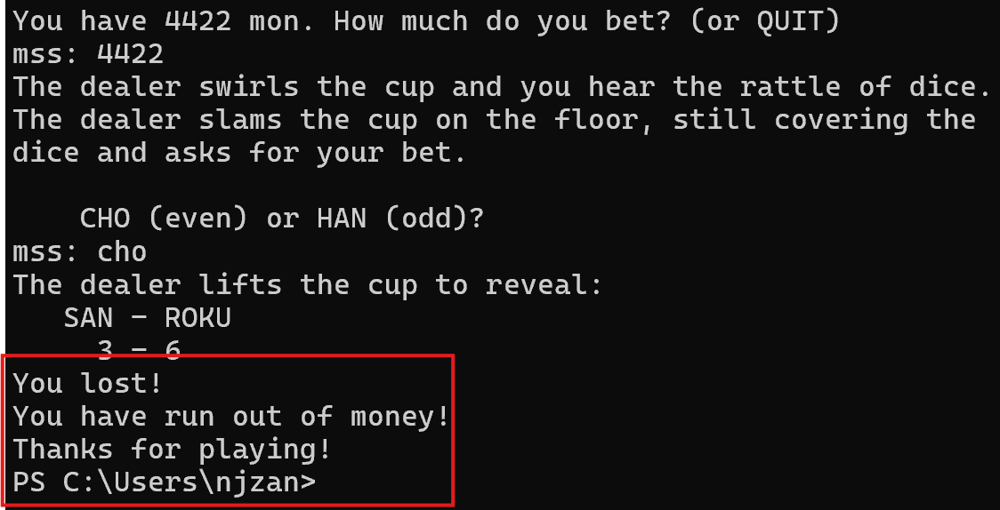 You have 4422 mon. How much do you bet? (or QUIT)
mss: 4422
The dealer swirls the cup and you hear the rattle of dice.
The dealer slams the cup on the floor, still covering the
dice and asks for your bet.

    CHO (even) or HAN (odd)?
mss: cho
The dealer lifts the cup to reveal:
   SAN - ROKU
     3 - 6
You lost!
You have run out of money!
Thanks for playing!
PS C:\Users\njzan>